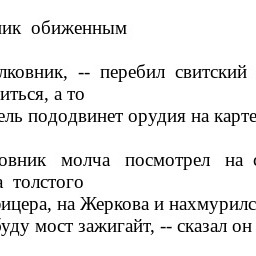 ник обиженным
лковник, -- перебил свитский
иться, а то
ель пододвинет орудия на карте
овник молча посмотрел на с
а толстого
ицера, на Жеркова и нахмурилс
уду мост зажигайт, -- сказал он